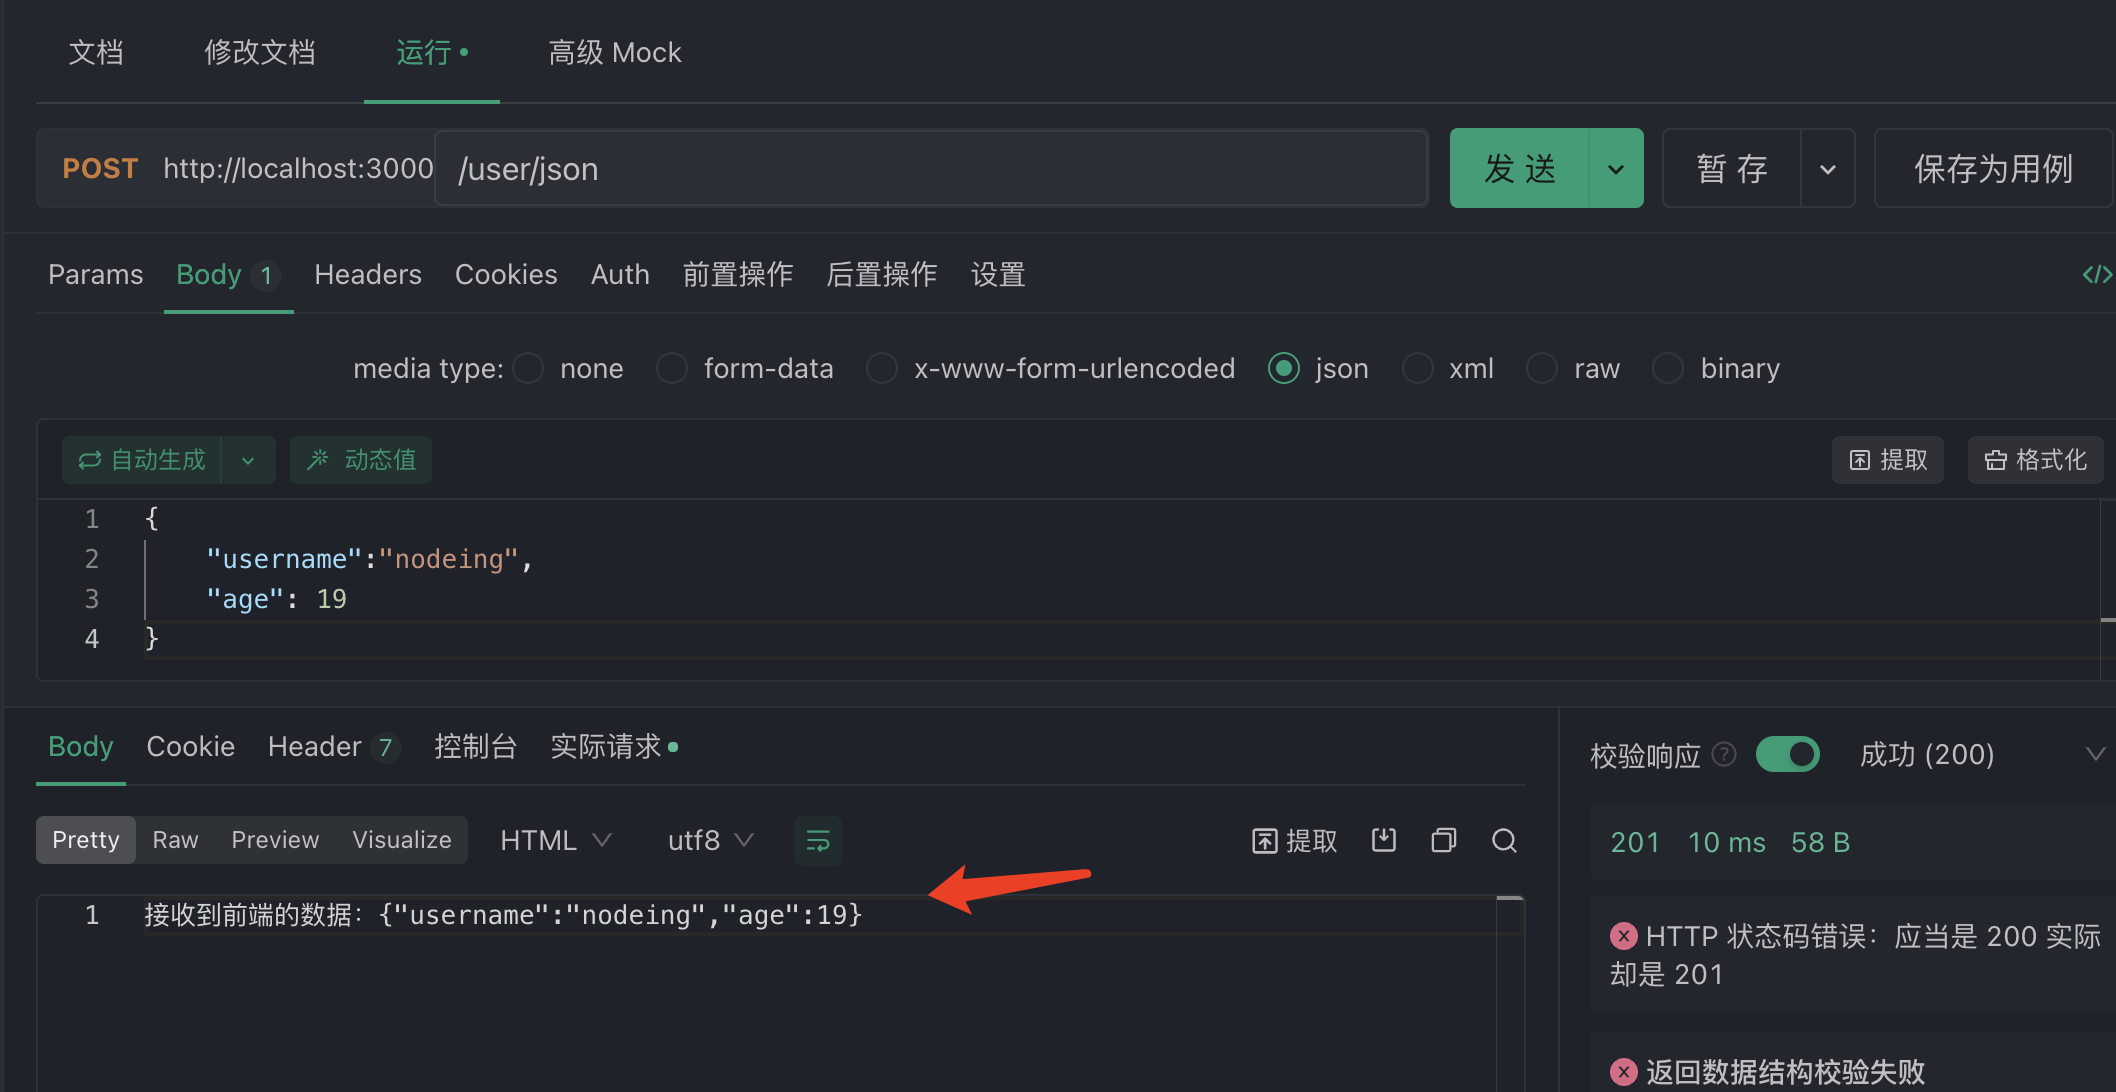 文档 修改文档 运行 高级 Mock
POST http://localhost:3000 /user/json 发 送 暂 存 保存为用例
Params Body 1 Headers Cookies Auth 前置操作 后置操作 设置 </>
media type: none form-data x-www-form-urlencoded json xml raw binary
自动生成 动态值 提取 格式化
1 {
2 "username":"nodeing",
3 "age": 19
4 }
Body Cookie Header 7 控制台 实际请求
Pretty Raw Preview Visualize HTML utf8 提取
1 接收到前端的数据：{"username":"nodeing","age":19}
校验响应 ? 成功 (200)
201 10 ms 58 B
HTTP 状态码错误：应当是 200 实际
却是 201
返回数据结构校验失败